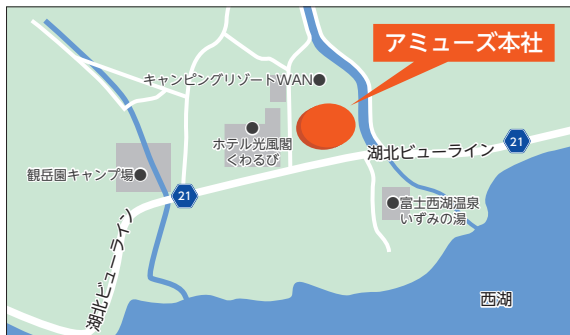 アミューズ本社
キャンピングリゾートWAN
ホテル光風閣
くわるび
湖北ビューライン
21
観岳園キャンプ場
21
富士西湖温泉
いずみの湯
湖北ビューライン
西湖